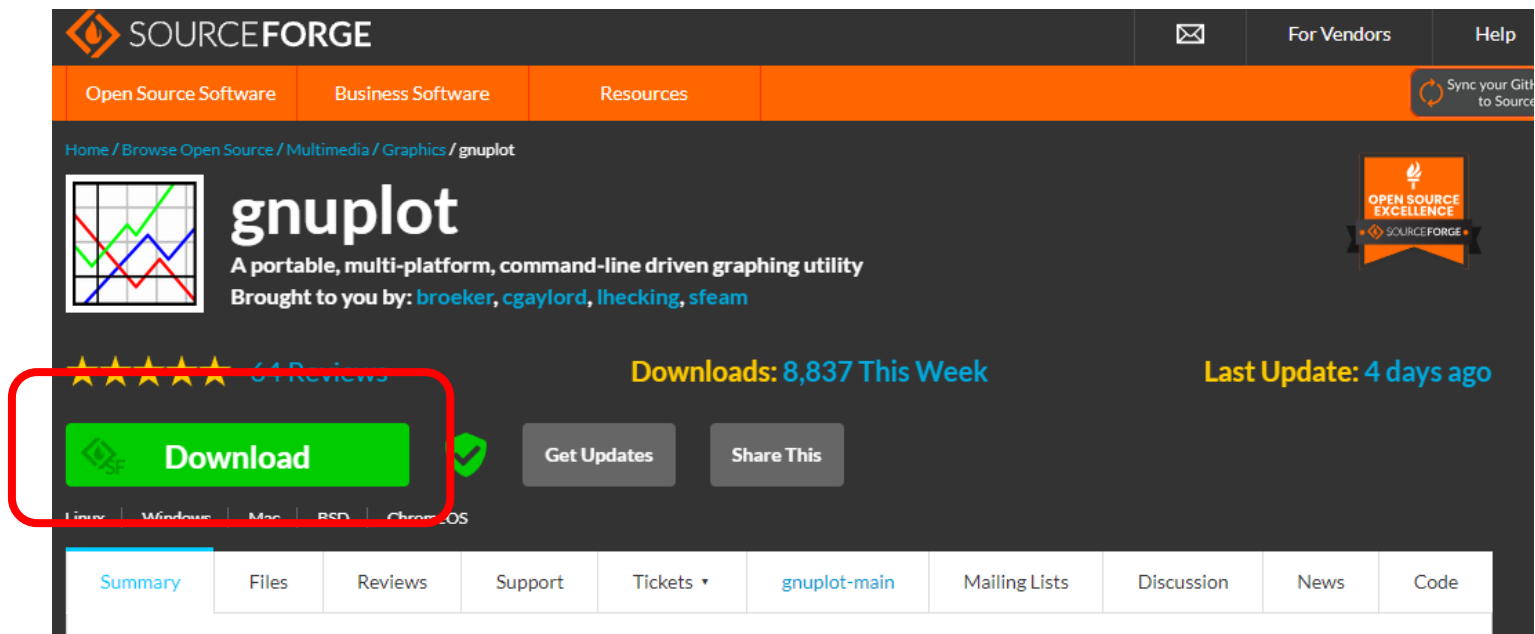 SOURCEFORGE
For Vendors
Help
Open Source Software
Business Software
Resources
Sync your GitH
to Source
Home / Browse Open Source / Multimedia / Graphics / gnuplot
gnuplot
A portable, multi-platform, command-line driven graphing utility
Brought to you by: broeker, cgaylord, lhecking, sfeam
OPEN SOURCE
EXCELLENCE
SOURCEFORGE
64 Reviews
Downloads: 8,837 This Week
Last Update: 4 days ago
SF
Download
Get Updates
Share This
Linux | Windows | Mac | BSD | ChromeOS
Summary
Files
Reviews
Support
Tickets ▾
gnuplot-main
Mailing Lists
Discussion
News
Code